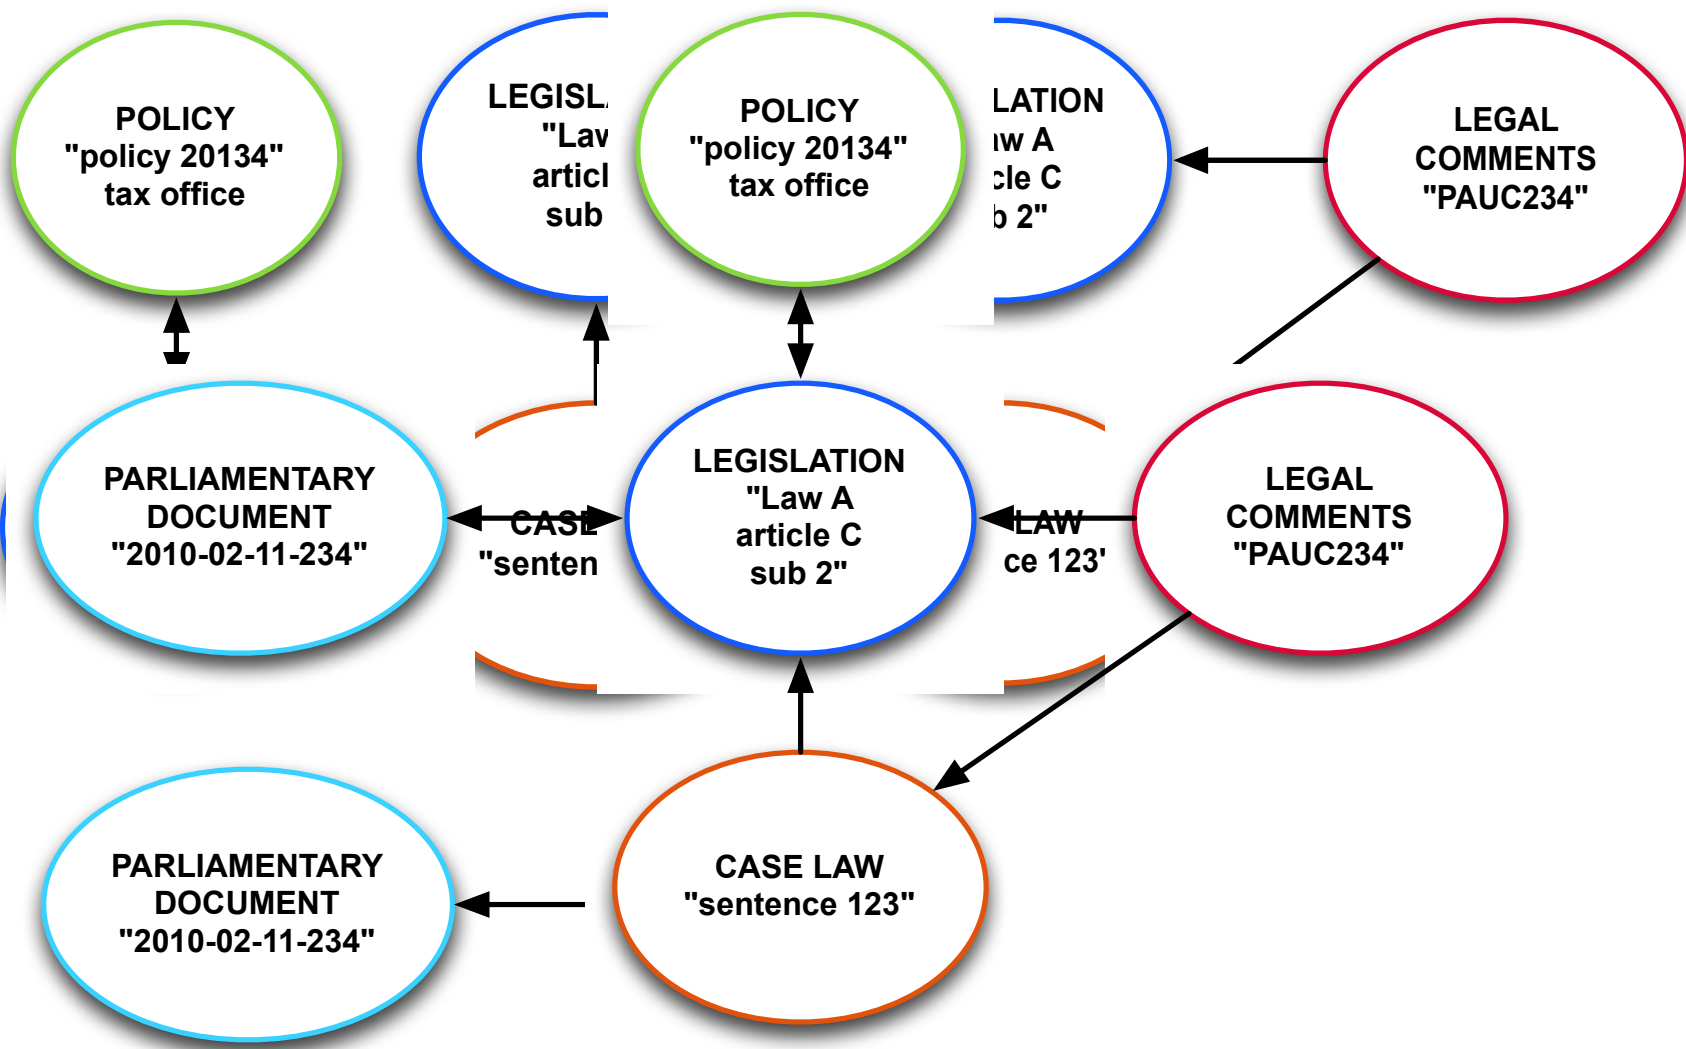 POLICY
"policy 20134"
tax office
LEGISL
"Law
articl
sub
POLICY
"policy 20134"
tax office
LATION
aw A
cle C
b 2"
LEGAL
COMMENTS
"PAUC234"
PARLIAMENTARY
DOCUMENT
"2010-02-11-234"
CASE
"senten
LEGISLATION
"Law A
article C
sub 2"
LAW
ce 123"
LEGAL
COMMENTS
"PAUC234"
PARLIAMENTARY
DOCUMENT
"2010-02-11-234"
CASE LAW
"sentence 123"